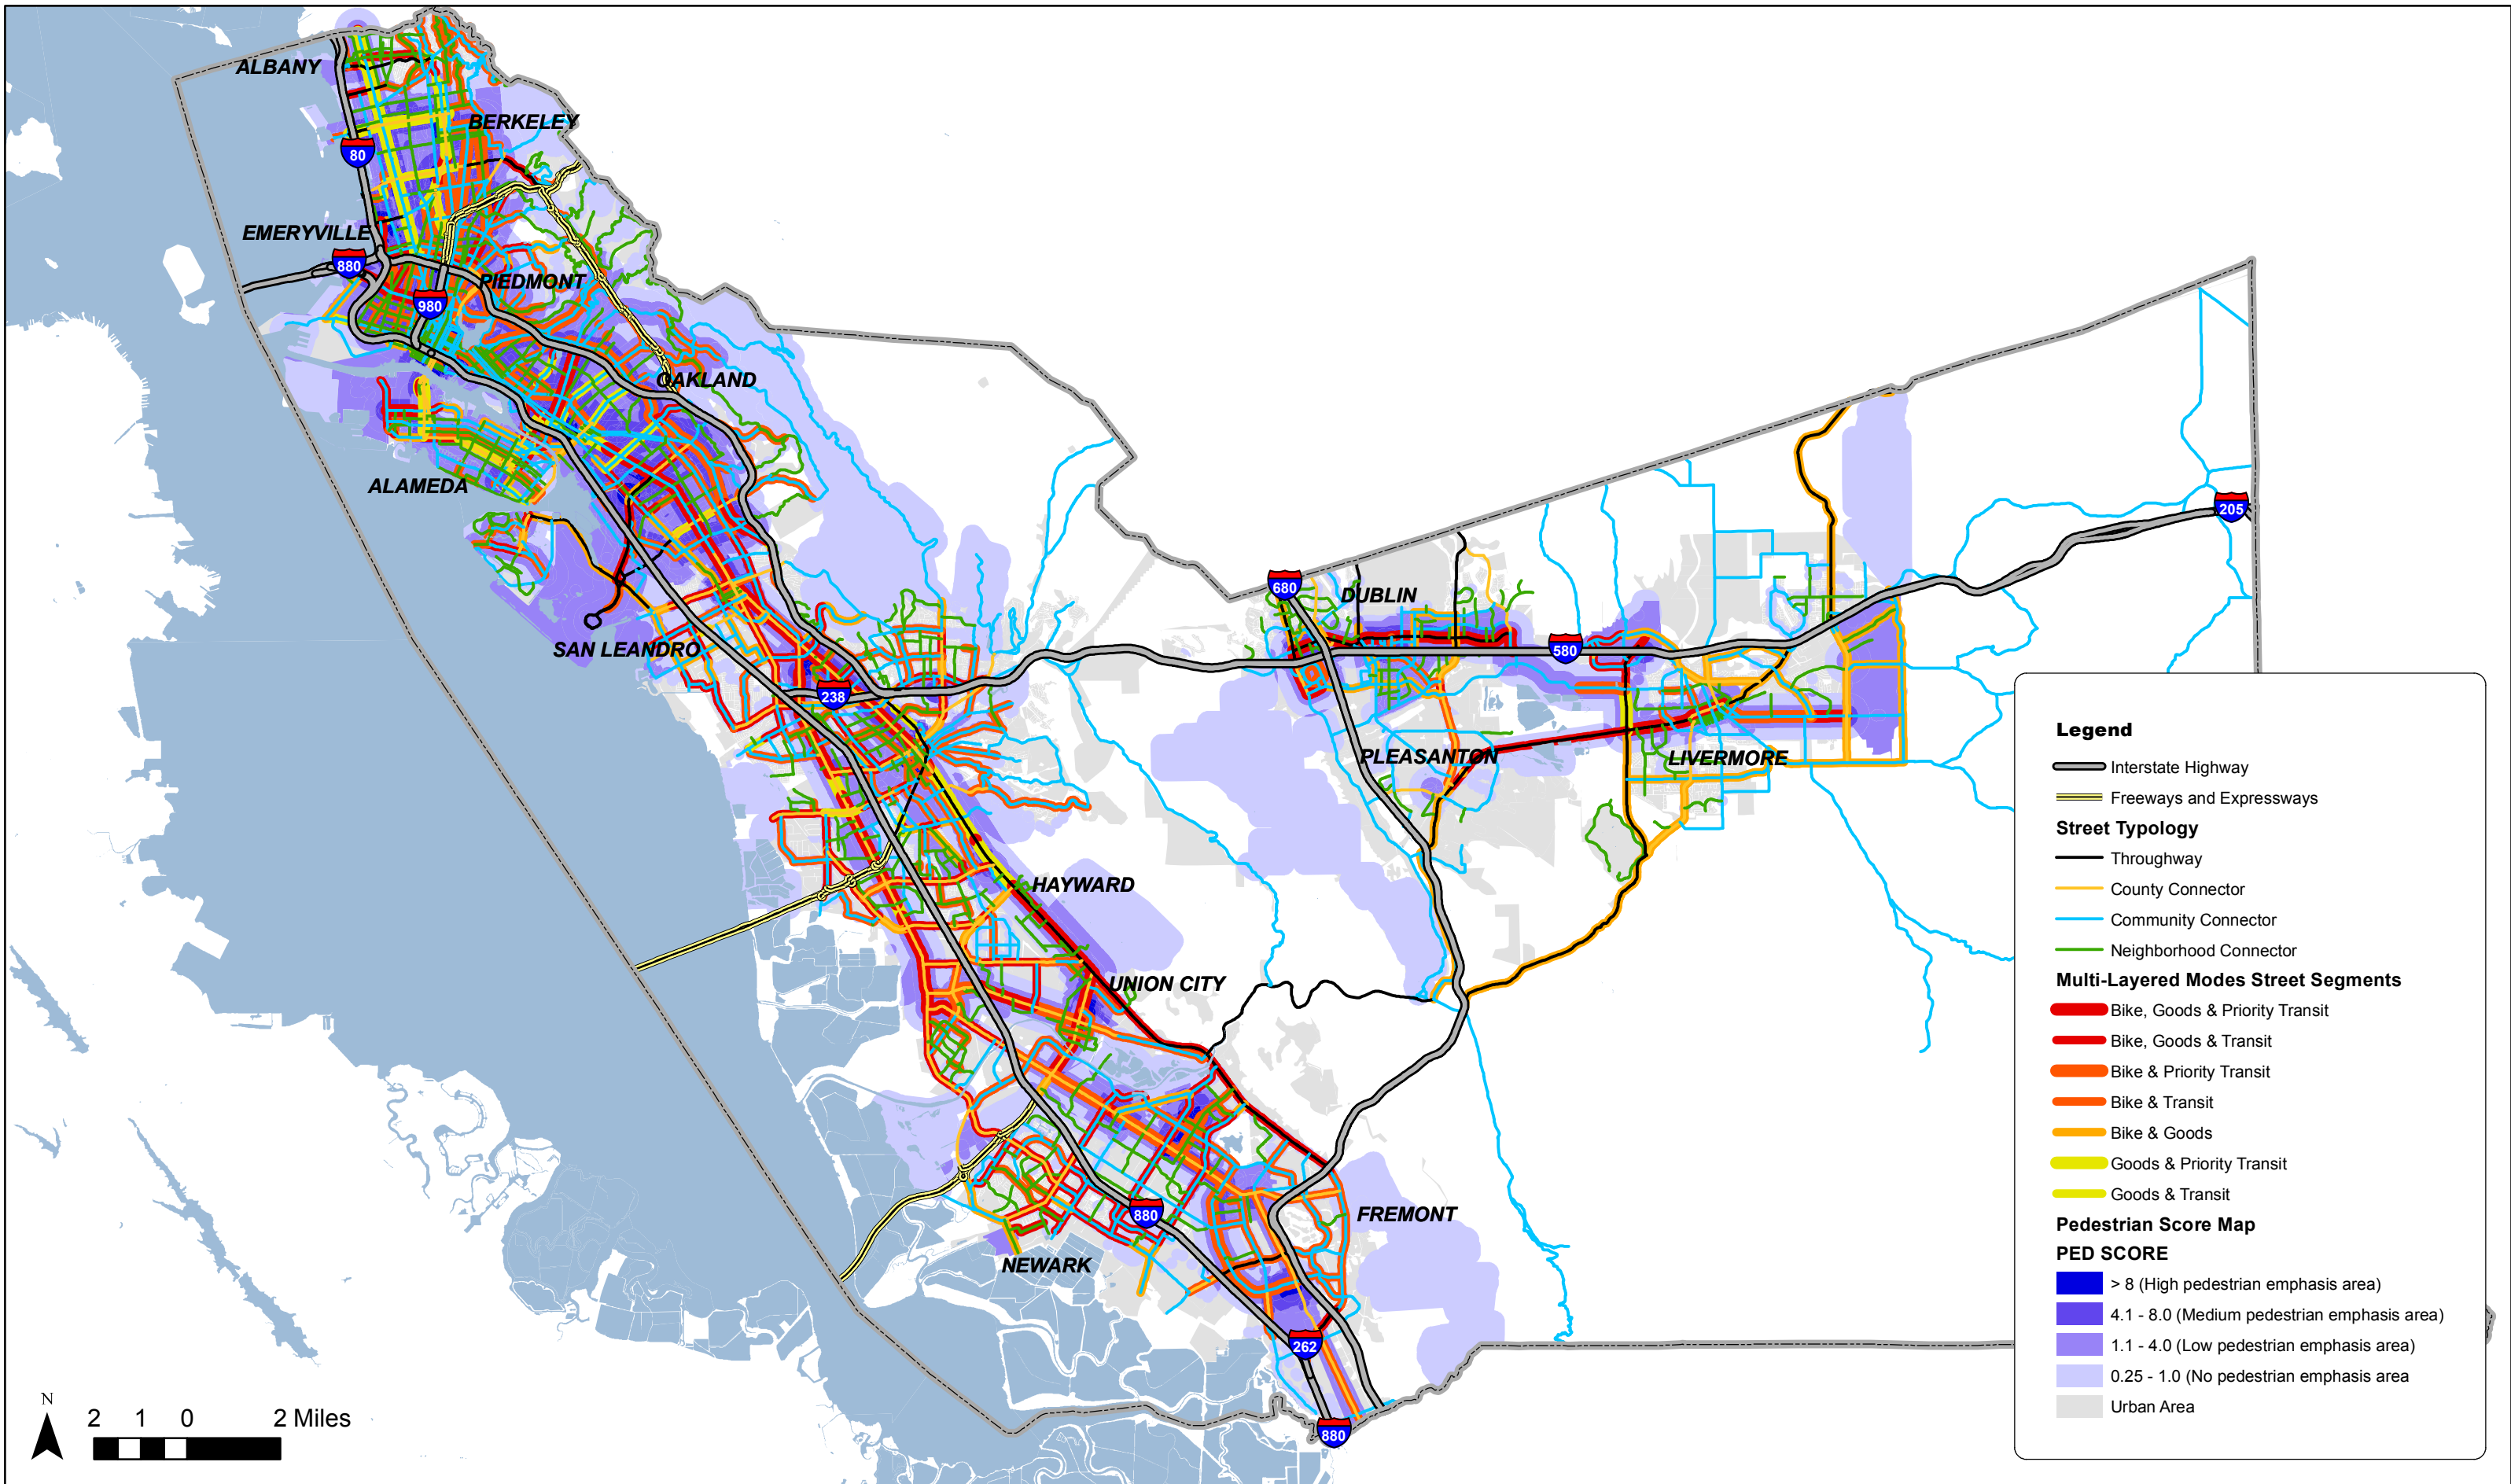 ALBANY
BERKELEY
80
EMERYVILLE
880
PIEDMONT
980
OAKLAND
ALAMEDA
205
680
DUBLIN
SAN LEANDRO
580
238
PLEASANTON
LIVERMORE
HAYWARD
UNION CITY
880
FREMONT
NEWARK
262
880
N
2 1 0 2 Miles
Legend
Interstate Highway
Freeways and Expressways
Street Typology
Throughway
County Connector
Community Connector
Neighborhood Connector
Multi-Layered Modes Street Segments
Bike, Goods & Priority Transit
Bike, Goods & Transit
Bike & Priority Transit
Bike & Transit
Bike & Goods
Goods & Priority Transit
Goods & Transit
Pedestrian Score Map
PED SCORE
> 8 (High pedestrian emphasis area)
4.1 - 8.0 (Medium pedestrian emphasis area)
1.1 - 4.0 (Low pedestrian emphasis area)
0.25 - 1.0 (No pedestrian emphasis area
Urban Area